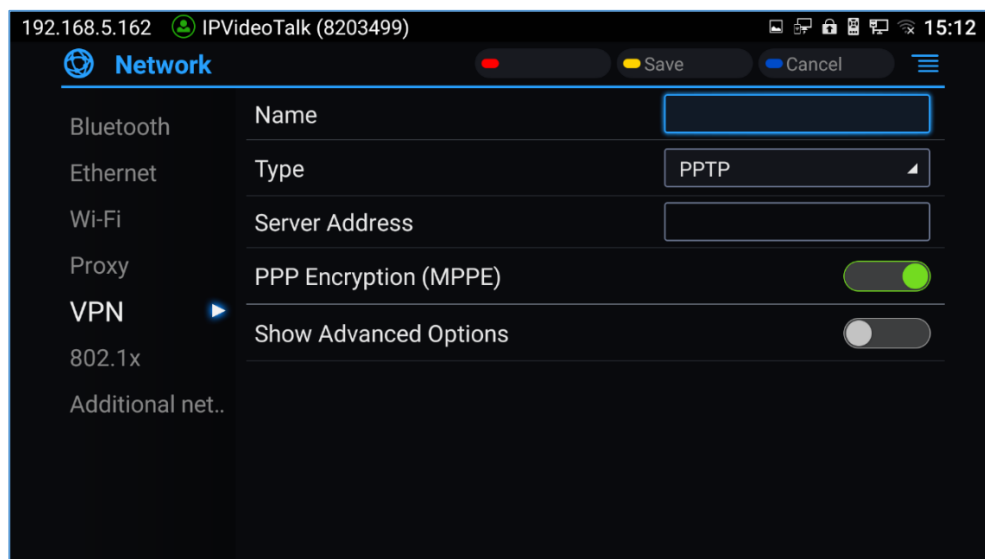 192.168.5.162 IPVideoTalk (8203499) 15:12
Network Save Cancel
Bluetooth
Ethernet
Wi-Fi
Proxy
VPN
802.1x
Additional net..
Name
Type PPTP
Server Address
PPP Encryption (MPPE)
Show Advanced Options